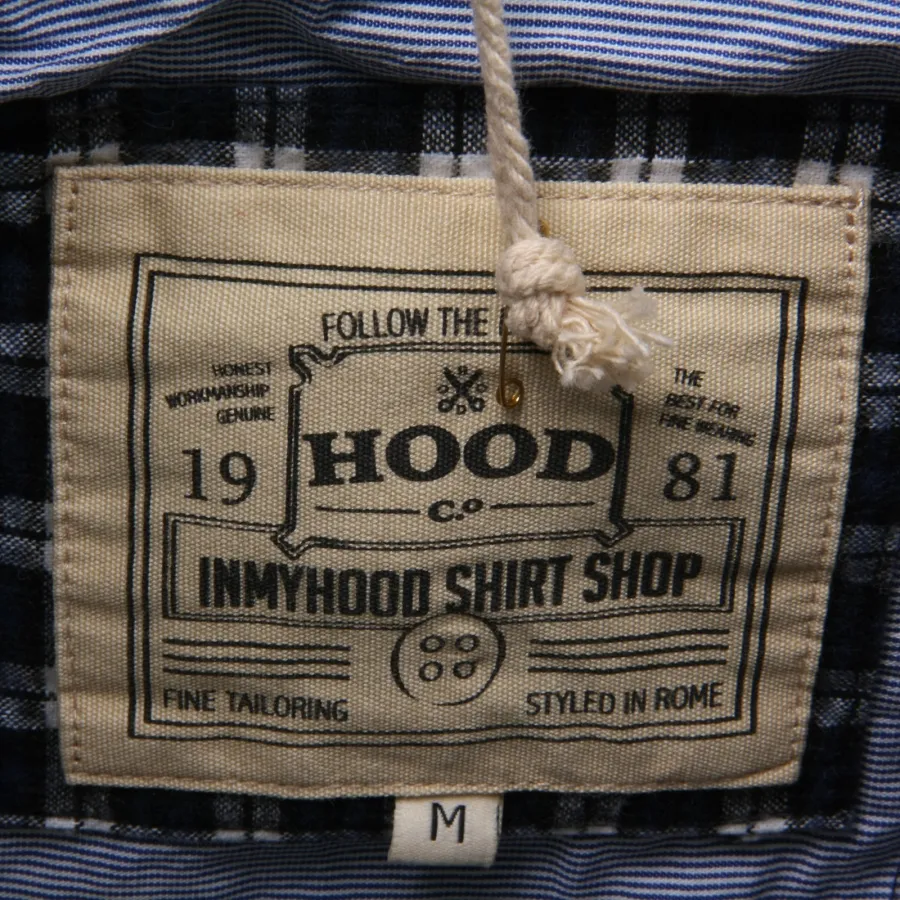 FOLLOW THE
HONEST
WORKMANSHIP
GENUINE
THE
BEST FOR
FINE WEARING
19
81
HOOD
C.o
INMYHOOD SHIRT SHOP
FINE TAILORING
STYLED IN ROME
M